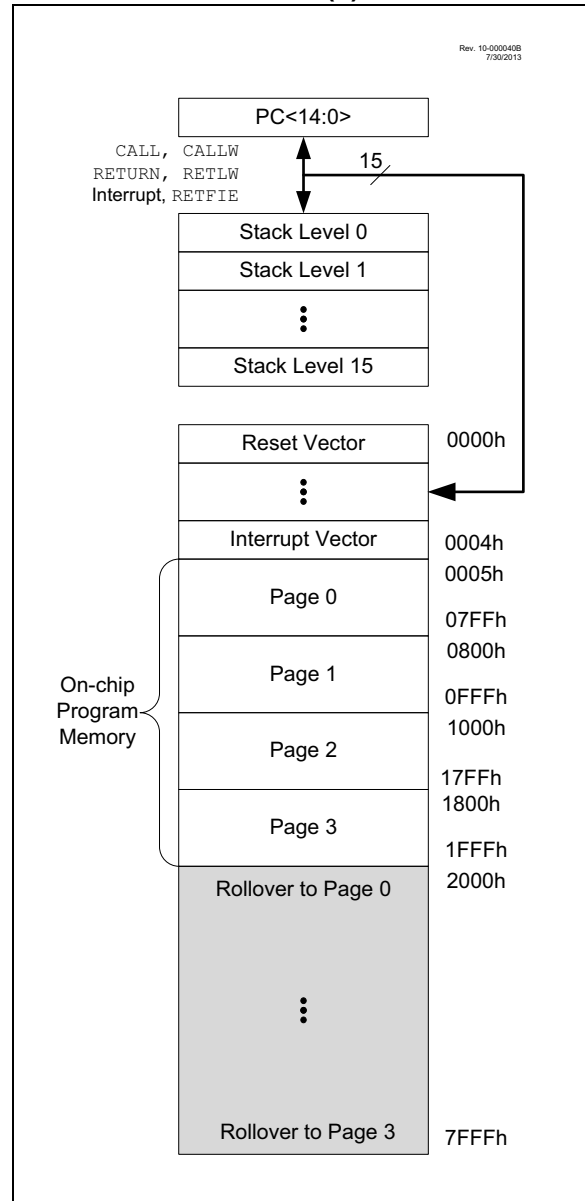 Rev. 10-000040B
7/30/2013
PC<14:0>
CALL, CALLW
RETURN, RETLW
Interrupt, RETFIE
15
Stack Level 0
Stack Level 1
Stack Level 15
Reset Vector
0000h
Interrupt Vector
0004h
0005h
Page 0
07FFh
0800h
Page 1
0FFFh
On-chip
Program
Memory
1000h
Page 2
17FFh
1800h
Page 3
1FFFh
Rollover to Page 0
2000h
Rollover to Page 3
7FFFh